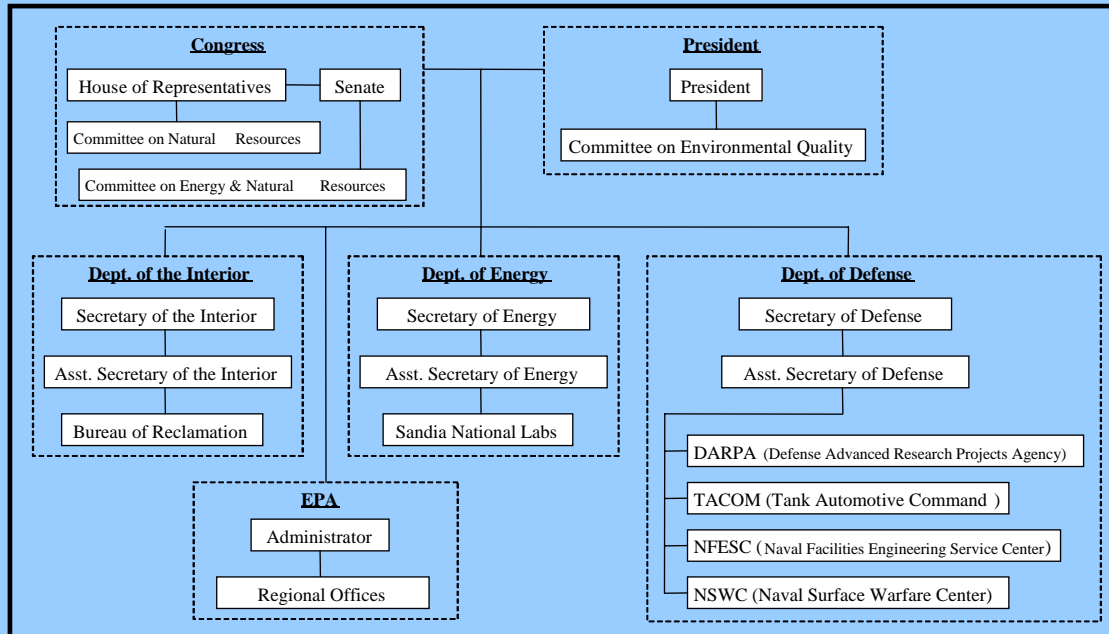 Congress
House of Representatives
Senate
Committee on Natural Resources
Committee on Energy & Natural Resources
President
President
Committee on Environmental Quality
Dept. of the Interior
Secretary of the Interior
Asst. Secretary of the Interior
Bureau of Reclamation
Dept. of Energy
Secretary of Energy
Asst. Secretary of Energy
Sandia National Labs
Dept. of Defense
Secretary of Defense
Asst. Secretary of Defense
DARPA (Defense Advanced Research Projects Agency)
TACOM (Tank Automotive Command )
NFESC ( Naval Facilities Engineering Service Center)
NSWC (Naval Surface Warfare Center)
EPA
Administrator
Regional Offices